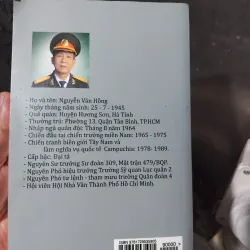 - Họ và tên: Nguyễn Văn Hồng
- Ngày tháng năm sinh: 25 - 7 - 1945
- Quê quán: Huyện Hương Sơn, Hà Tĩnh
- Thường trú: Phường 13, Quận Tân Bình, TP.HCM
- Nhập ngũ quân đội: Tháng 8 năm 1964
- Chiến đấu tại chiến trường miền Nam: 1965 - 1975
- Chiến tranh biên giới Tây Nam và
làm nghĩa vụ quốc tế Campuchia: 1978- 1989.
- Cấp bậc: Đại tá
- Nguyên Sư trưởng Sư đoàn 309, Mặt trận 479/BQP.
- Nguyên Phó hiệu trưởng Trường Sỹ quan Lục quân 2
- Nguyên Phó tư lệnh - tham mưu trưởng Quân đoàn 4
- Hội viên Hội Nhà Văn Thành Phố Hồ Chí Minh.
90000